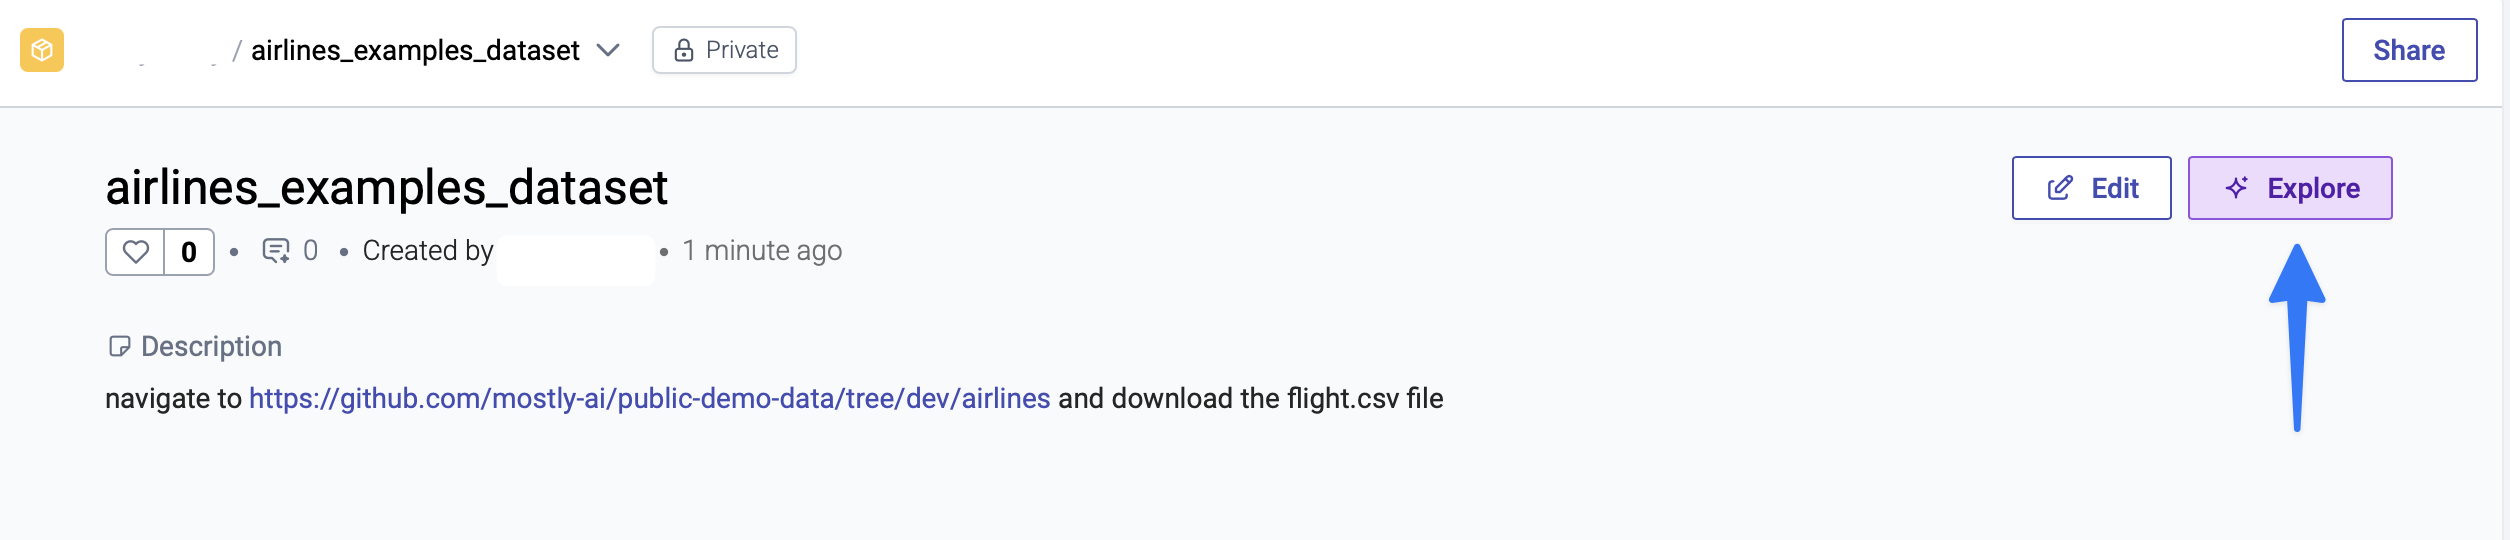 / airlines_examples_dataset
Private
Share
airlines_examples_dataset
Edit
Explore
0 • 0 • Created by • 1 minute ago
Description
navigate to https://github.com/mostly-ai/public-demo-data/tree/dev/airlines and download the flight.csv file